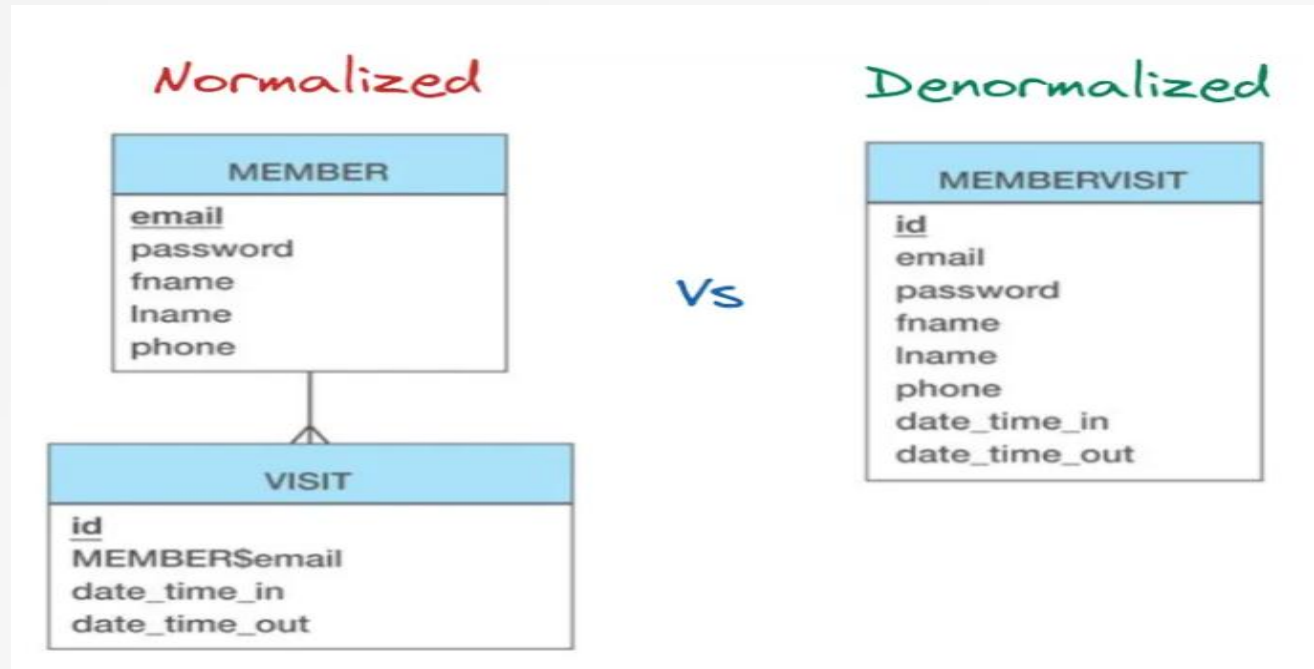 Normalized
MEMBER
email
password
fname
lname
phone
VISIT
id
MEMBER$email
date_time_in
date_time_out
Vs
Denormalized
MEMBERVISIT
id
email
password
fname
lname
phone
date_time_in
date_time_out